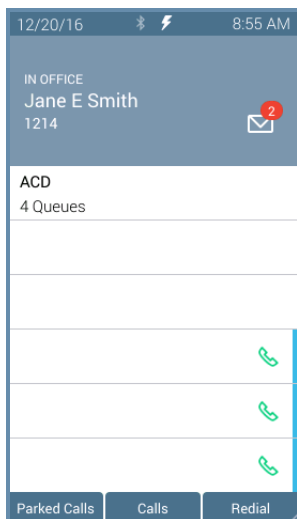 12/20/16 8:55 AM
IN OFFICE
Jane E Smith
1214
2
ACD
4 Queues
Parked Calls Calls Redial